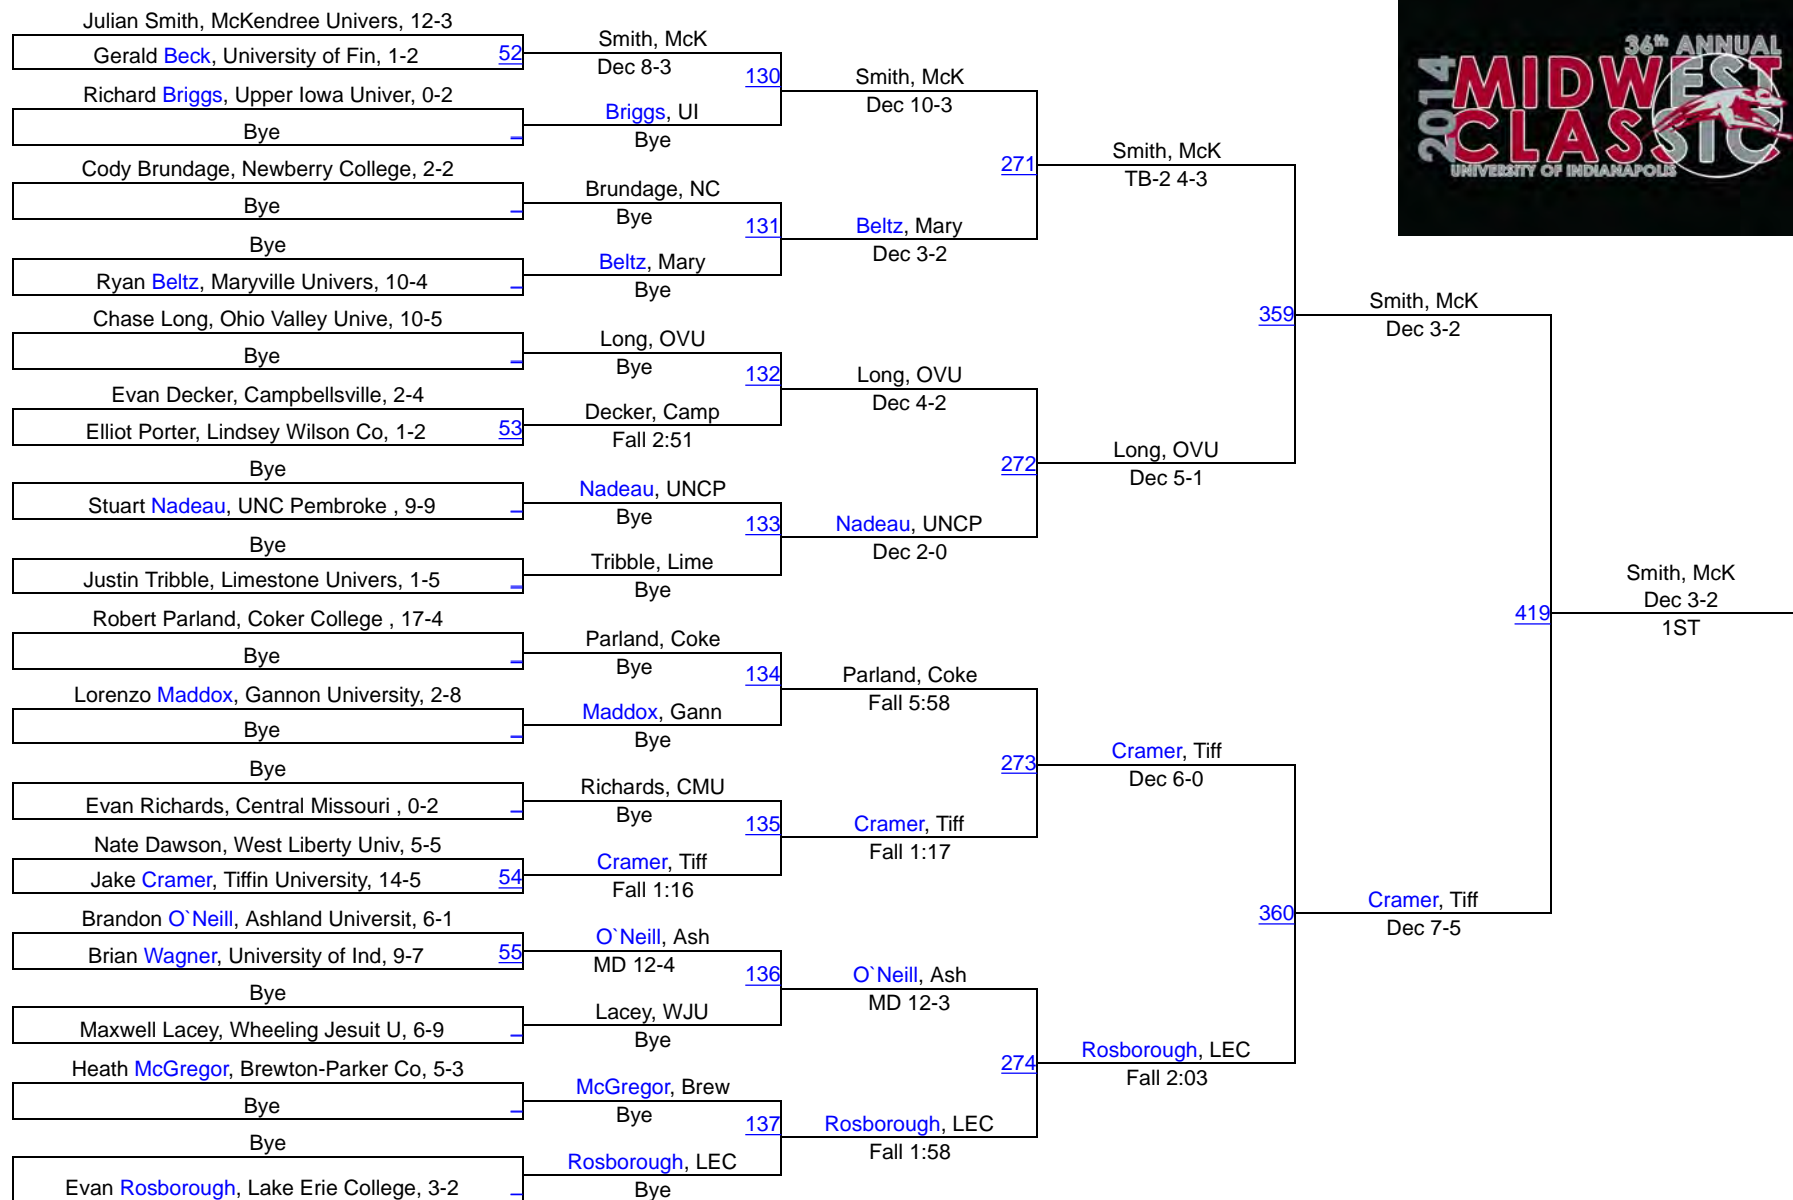 Julian Smith, McKendree Univers, 12-3
Gerald Beck, University of Fin, 1-2
52
Richard Briggs, Upper Iowa Univer, 0-2
Bye
Cody Brundage, Newberry College, 2-2
Bye
Bye
Ryan Beltz, Maryville Univers, 10-4
Chase Long, Ohio Valley Unive, 10-5
Bye
Evan Decker, Campbellsville, 2-4
Elliot Porter, Lindsey Wilson Co, 1-2
53
Bye
Stuart Nadeau, UNC Pembroke , 9-9
Bye
Justin Tribble, Limestone Univers, 1-5
Robert Parland, Coker College , 17-4
Bye
Lorenzo Maddox, Gannon University, 2-8
Bye
Bye
Evan Richards, Central Missouri , 0-2
Nate Dawson, West Liberty Univ, 5-5
Jake Cramer, Tiffin University, 14-5
54
Brandon O`Neill, Ashland Universit, 6-1
Brian Wagner, University of Ind, 9-7
55
Bye
Maxwell Lacey, Wheeling Jesuit U, 6-9
Heath McGregor, Brewton-Parker Co, 5-3
Bye
Bye
Evan Rosborough, Lake Erie College, 3-2
Smith, McK
Dec 8-3
130
Briggs, UI
Bye
Brundage, NC
Bye
131
Beltz, Mary
Bye
Long, OVU
Bye
132
Decker, Camp
Fall 2:51
Nadeau, UNCP
Bye
133
Tribble, Lime
Bye
Parland, Coke
Bye
134
Maddox, Gann
Bye
Richards, CMU
Bye
135
Cramer, Tiff
Fall 1:16
O`Neill, Ash
MD 12-4
136
Lacey, WJU
Bye
McGregor, Brew
Bye
137
Rosborough, LEC
Bye
Smith, McK
Dec 10-3
271
Beltz, Mary
Dec 3-2
Long, OVU
Dec 4-2
272
Nadeau, UNCP
Dec 2-0
Parland, Coke
Fall 5:58
273
Cramer, Tiff
Fall 1:17
O`Neill, Ash
MD 12-3
274
Rosborough, LEC
Fall 1:58
Smith, McK
TB-2 4-3
359
Long, OVU
Dec 5-1
Cramer, Tiff
Dec 6-0
360
Rosborough, LEC
Fall 2:03
Smith, McK
Dec 3-2
419
Cramer, Tiff
Dec 7-5
Smith, McK
Dec 3-2
1ST
36th ANNUAL
2014
MIDWEST
CLASSIC
UNIVERSITY OF INDIANAPOLIS